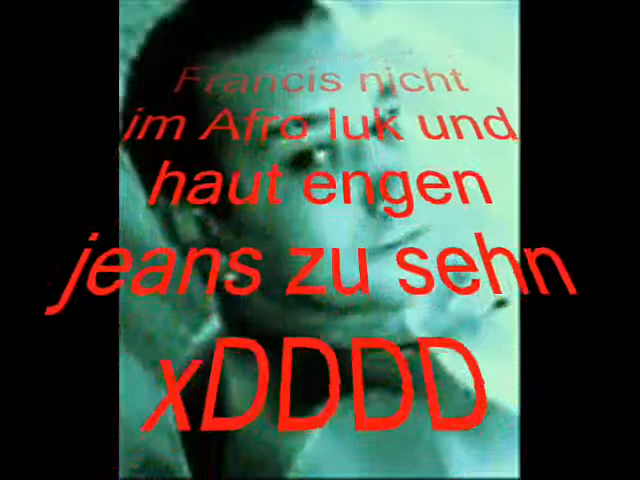 Francis nicht
im Afro luk und
haut engen
jeans zu sehn
xDDDD